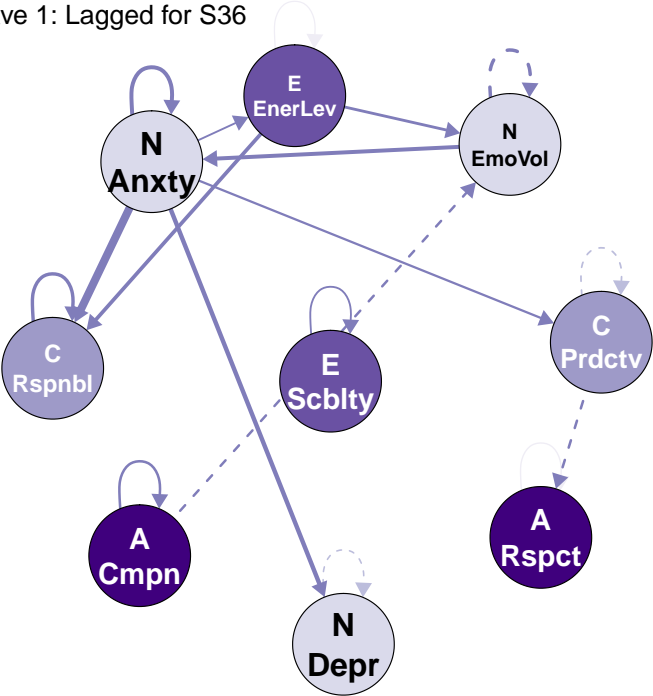 ve 1: Lagged for S36
E
EnerLev
N
EmoVol
N
Anxty
C
Rspnbl
E
Scblty
C
Prdctv
A
Cmpn
A
Rspct
N
Depr